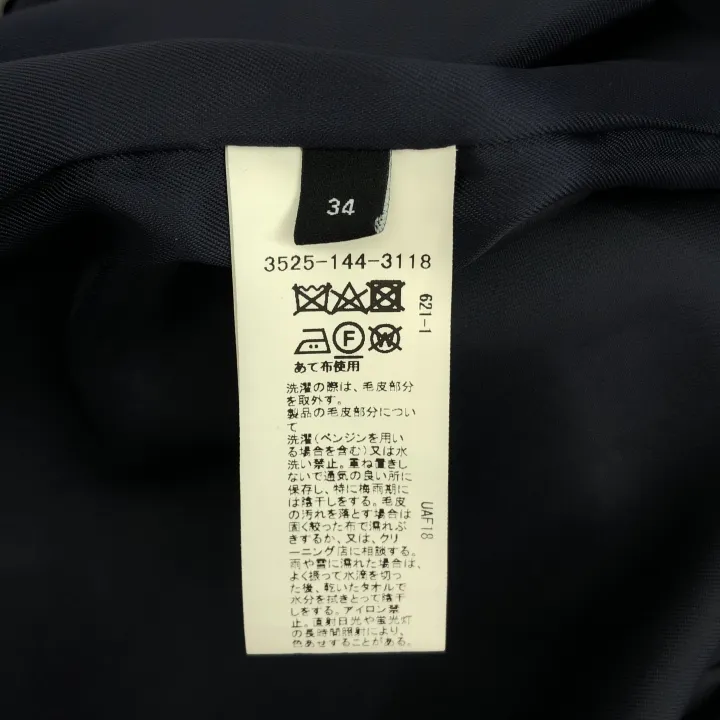 34
3525-144-3118
621-1
F
W
あて布使用
洗濯の際は、毛皮部分
を取外す。
製品の毛皮部分につい
て
洗濯(ベンジンを用い
る場合を含む)又は水
洗い禁止。重ね置きし
ないで通気の良い所に
保存し、特に梅雨期に
は陰干しをする。毛皮
の汚れを落とす場合は
固く絞った布で濡れぶ
きするか、又は、クリ
ーニング店に相談する。
雨や雪に濡れた場合は、
よく振って水滴を切っ
た後、乾いたタオルで
水分を拭きとって陰干
しをする。アイロン禁
止。直射日光や蛍光灯
の長時間照射により、
色あせすることがある。
UAF18